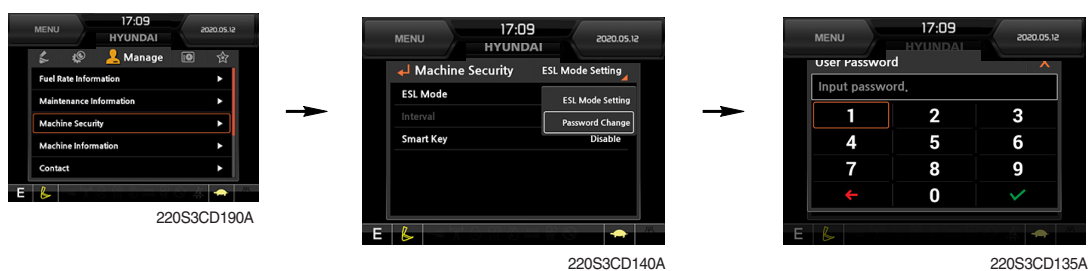 MENU
17:09
HYUNDAI
2020.05.12
Manage
Fuel Rate Information
Maintenance Information
Machine Security
Machine Information
Contact
E
220S3CD190A
MENU
17:09
HYUNDAI
2020.05.12
Machine Security
ESL Mode Setting
ESL Mode
ESL Mode Setting
Interval
Password Change
Smart Key
Disable
E
220S3CD140A
MENU
17:09
HYUNDAI
2020.05.12
User Password
X
Input password.
1 2 3
4 5 6
7 8 9
0
E
220S3CD135A